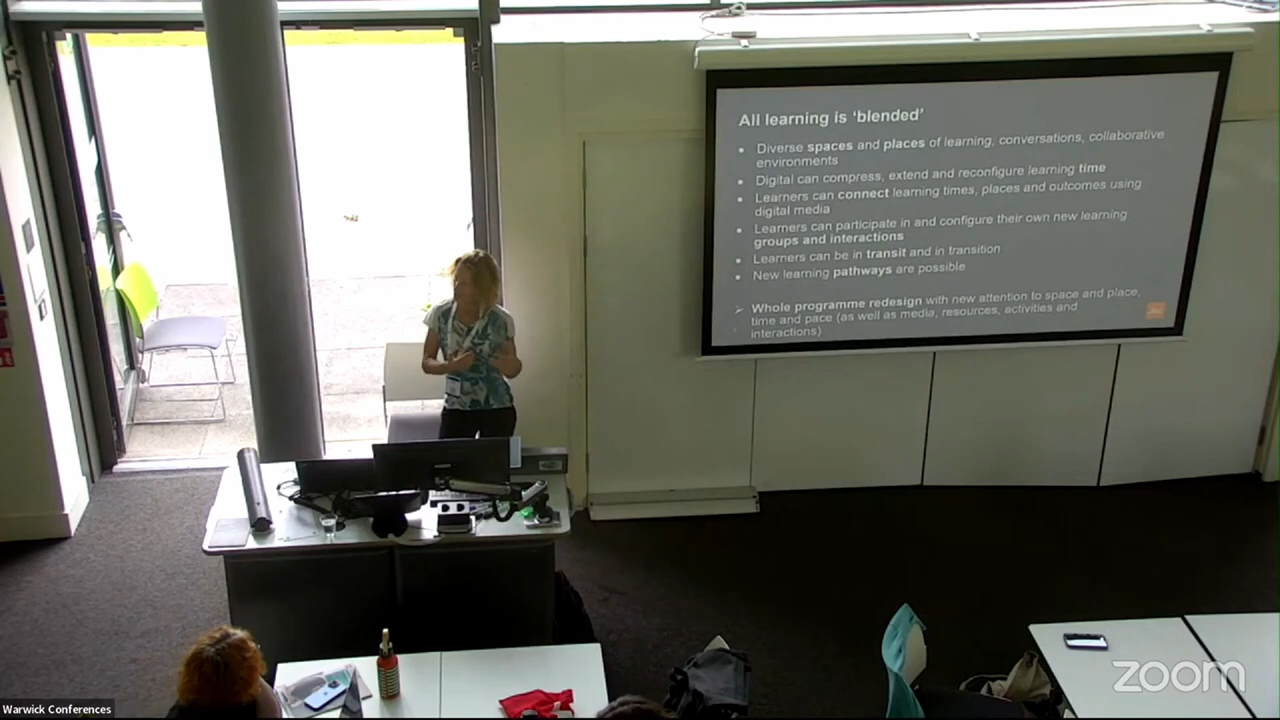 All learning is ‘blended’
• Diverse spaces and places of learning, conversations, collaborative
environments
• Digital can compress, extend and reconfigure learning time
• Learners can connect learning times, places and outcomes using
digital media
• Learners can participate in and configure their own new learning
groups and interactions
• Learners can be in transit and in transition
• New learning pathways are possible
➢ Whole programme redesign with new attention to space and place,
time and pace (as well as media, resources, activities and
interactions)
zoom
Warwick Conferences